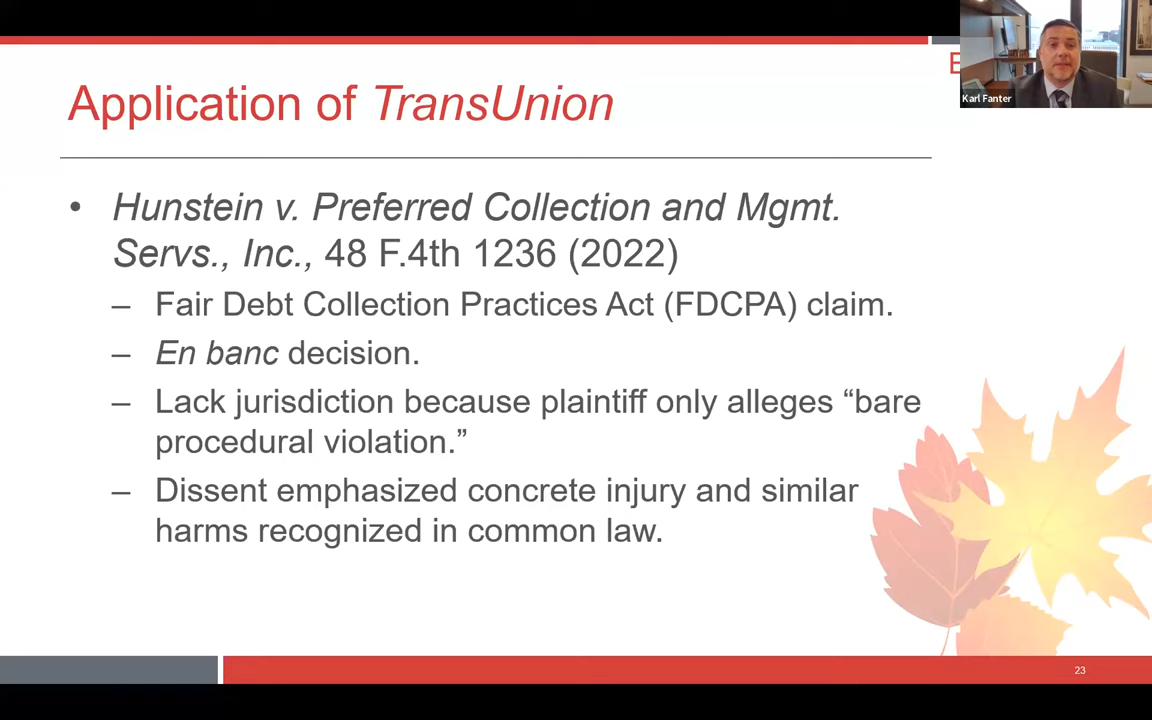 Application of TransUnion
E
Karl Fanter
• Hunstein v. Preferred Collection and Mgmt.
Servs., Inc., 48 F.4th 1236 (2022)
– Fair Debt Collection Practices Act (FDCPA) claim.
– En banc decision.
– Lack jurisdiction because plaintiff only alleges “bare
procedural violation.”
– Dissent emphasized concrete injury and similar
harms recognized in common law.
23